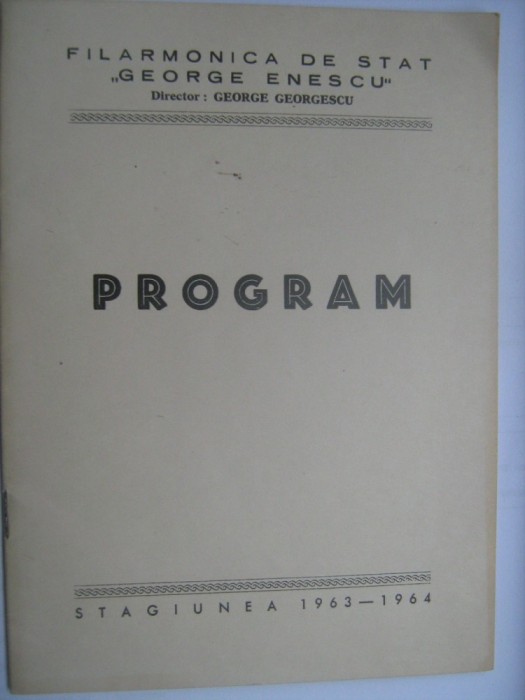 FILARMONICA DE STAT
„GEORGE ENESCU"
Director : GEORGE GEORGESCU
PROGRAM
STAGIUNEA 1963—1964